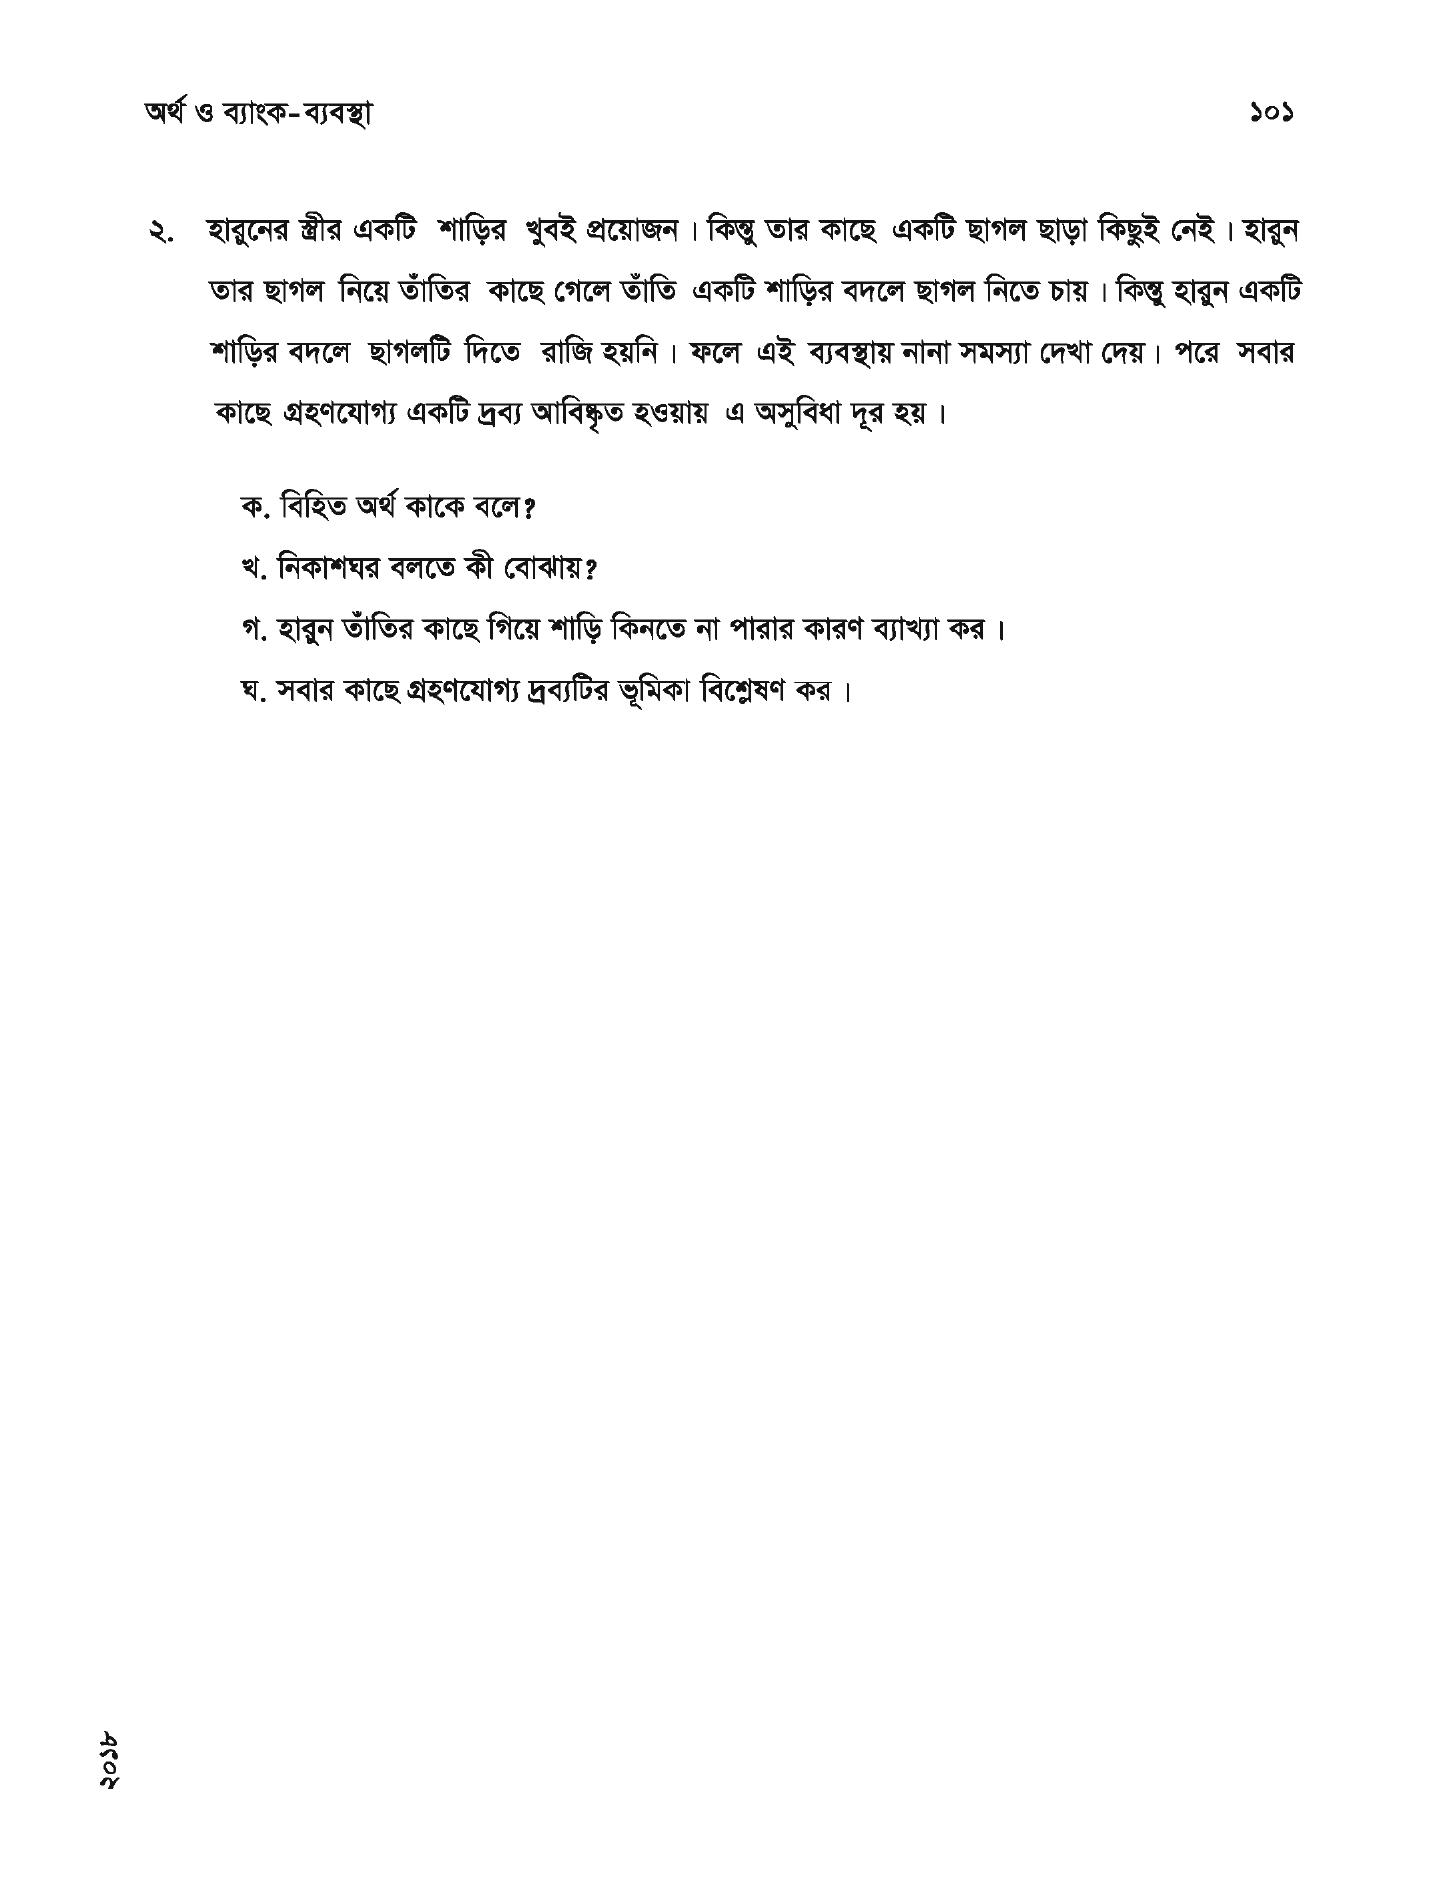 অর্থ ও ব্যাংক-ব্যবস্থা ১০১
২. হারুনের স্ত্রীর একটি শাড়ির খুবই প্রয়োজন। কিন্তু তার কাছে একটি ছাগল ছাড়া কিছুই নেই। হারুন
তার ছাগল নিয়ে তাঁতির কাছে গেলে তাঁতি একটি শাড়ির বদলে ছাগল নিতে চায়। কিন্তু হারুন একটি
শাড়ির বদলে ছাগলটি দিতে রাজি হয়নি। ফলে এই ব্যবস্থায় নানা সমস্যা দেখা দেয়। পরে সবার
কাছে গ্রহণযোগ্য একটি দ্রব্য আবিষ্কৃত হওয়ায় এ অসুবিধা দূর হয়।
ক. বিহিত অর্থ কাকে বলে?
খ. নিকাশঘর বলতে কী বোঝায়?
গ. হারুন তাঁতির কাছে গিয়ে শাড়ি কিনতে না পারার কারণ ব্যাখ্যা কর।
ঘ. সবার কাছে গ্রহণযোগ্য দ্রব্যটির ভূমিকা বিশ্লেষণ কর।
২০১৮